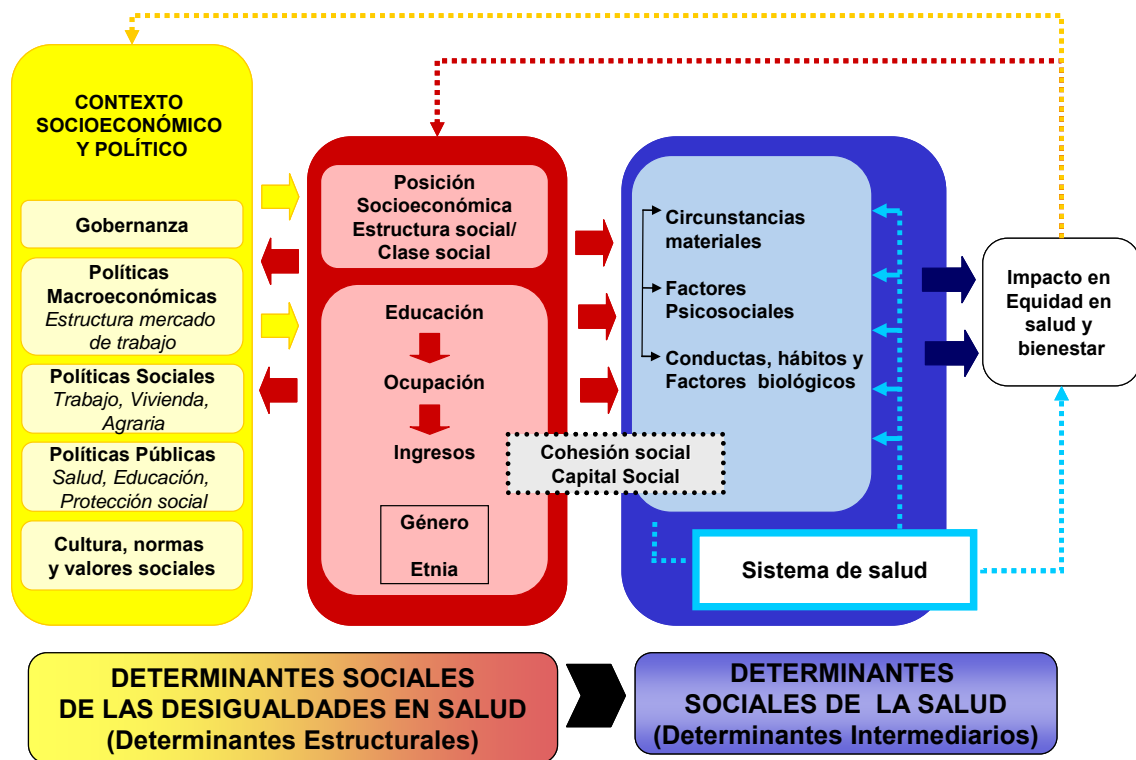 CONTEXTO
SOCIOECONÓMICO
Y POLÍTICO
Gobernanza
Políticas
Macroeconómicas
Estructura mercado
de trabajo
Políticas Sociales
Trabajo, Vivienda,
Agraria
Políticas Públicas
Salud, Educación,
Protección social
Cultura, normas
y valores sociales
Posición
Socioeconómica
Estructura social/
Clase social
Educación
Ocupación
Ingresos
Género
Etnia
Cohesión social
Capital Social
Circunstancias
materiales
Factores
Psicosociales
Conductas, hábitos y
Factores biológicos
Sistema de salud
Impacto en
Equidad en
salud y
bienestar
DETERMINANTES SOCIALES
DE LAS DESIGUALDADES EN SALUD
(Determinantes Estructurales)
DETERMINANTES
SOCIALES DE LA SALUD
(Determinantes Intermediarios)